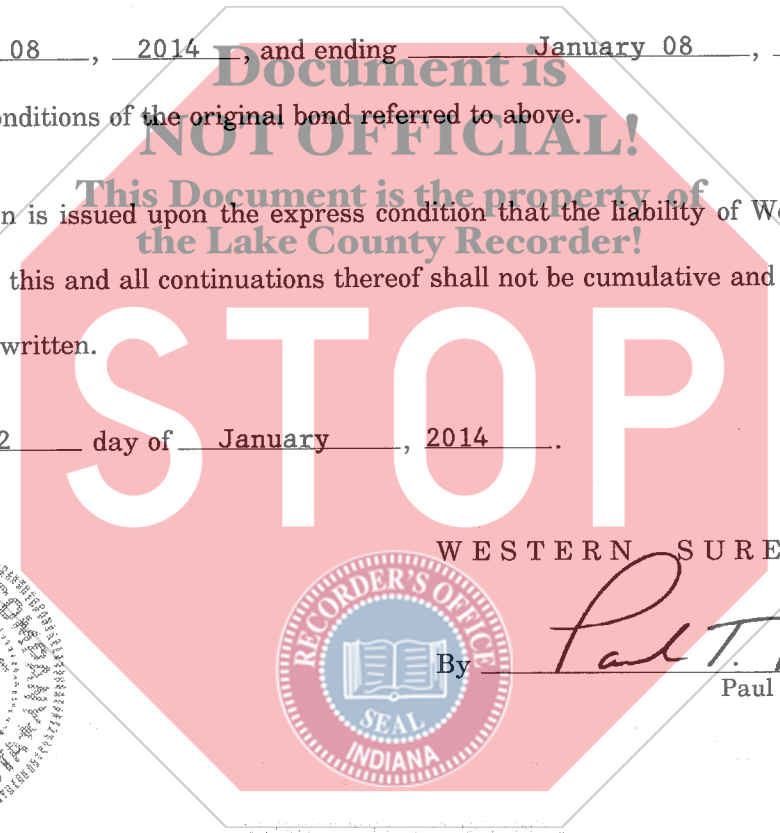 08 , 2014 , and ending January 08 ,
Document is
onditions of the original bond referred to above.
NOT OFFICIAL!
This Document is the property of
n is issued upon the express condition that the liability of We
the Lake County Recorder!
this and all continuations thereof shall not be cumulative and
written.
STOP
2 day of January , 2014 .
WESTERN SURE
RECORDER'S OFFICE
SEAL
INDIANA
By Paul T.
Paul